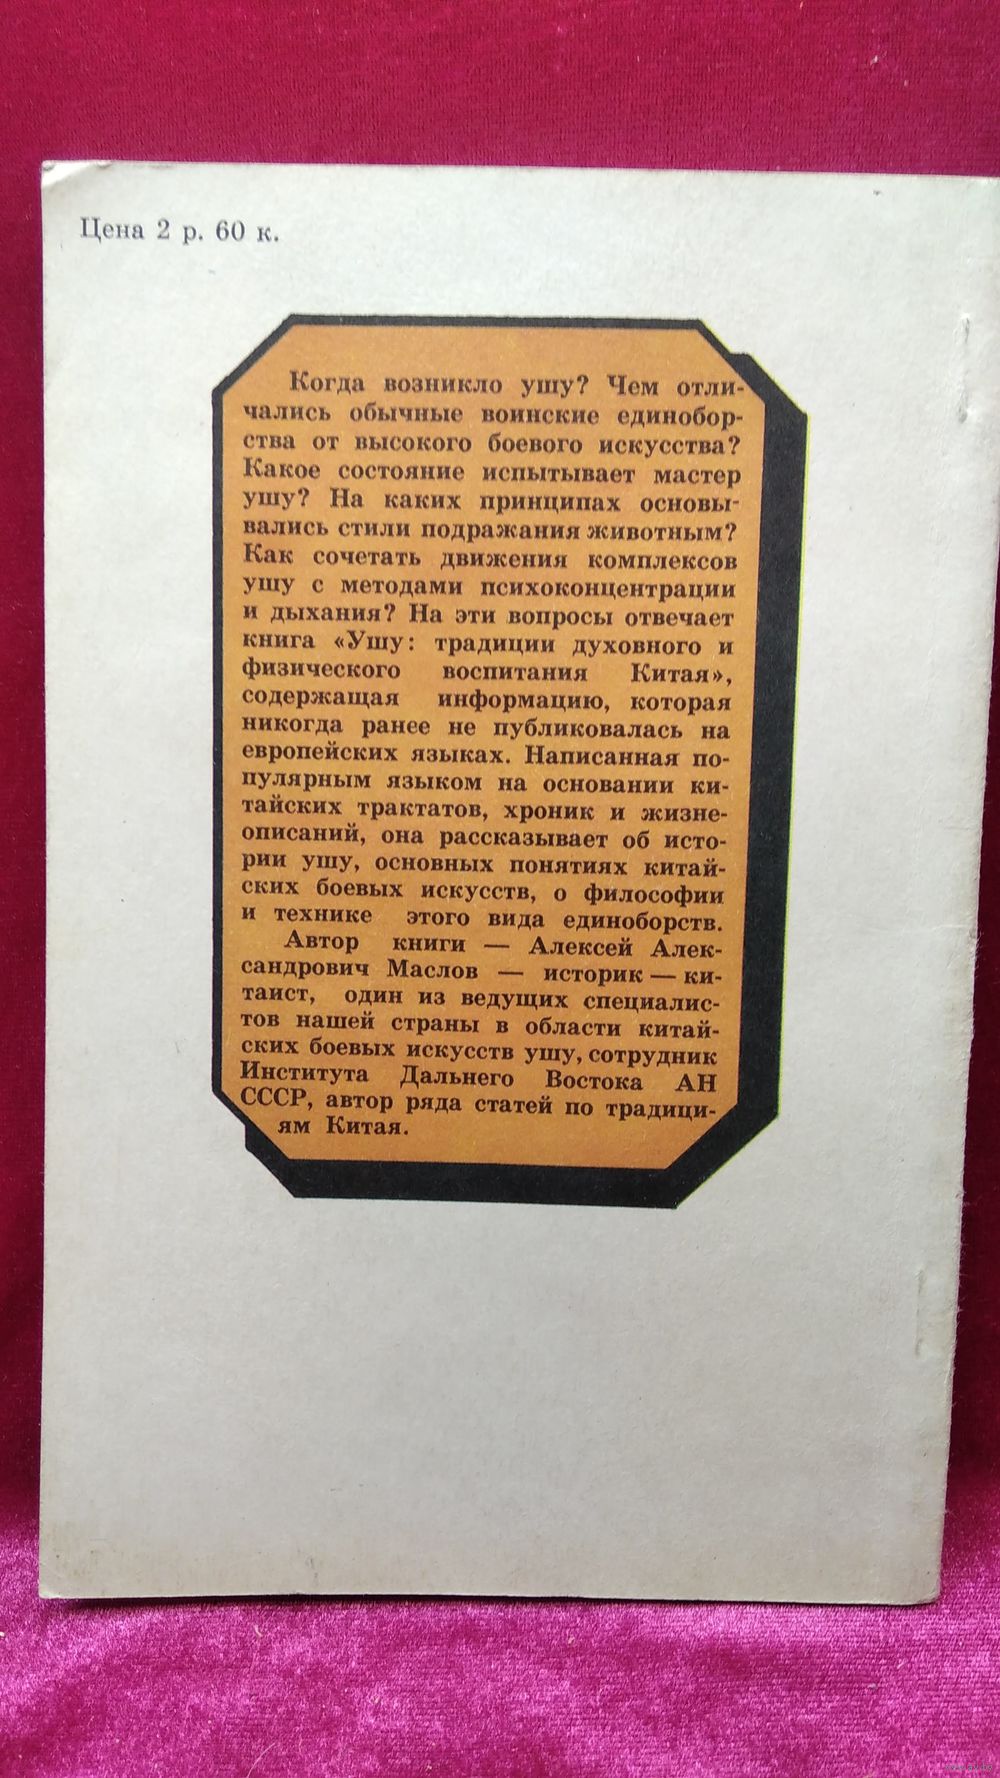 Цена 2 р. 60 к.
Когда возникло ушу? Чем отли-
чались обычные воинские единобор-
ства от высокого боевого искусства?
Какое состояние испытывает мастер
ушу? На каких принципах основы-
вались стили подражания животным?
Как сочетать движения комплексов
ушу с методами психоконцентрации
и дыхания? На эти вопросы отвечает
книга «Ушу: традиции духовного и
физического воспитания Китая»,
содержащая информацию, которая
никогда ранее не публиковалась на
европейских языках. Написанная по-
пулярным языком на основании ки-
тайских трактатов, хроник и жизне-
описаний, она рассказывает об исто-
рии ушу, основных понятиях китай-
ских боевых искусств, о философии
и технике этого вида единоборств.
Автор книги — Алексей Алек-
сандрович Маслов — историк — ки-
таист, один из ведущих специалис-
тов нашей страны в области китай-
ских боевых искусств ушу, сотрудник
Института Дальнего Востока АН
СССР, автор ряда статей по традици-
ям Китая.